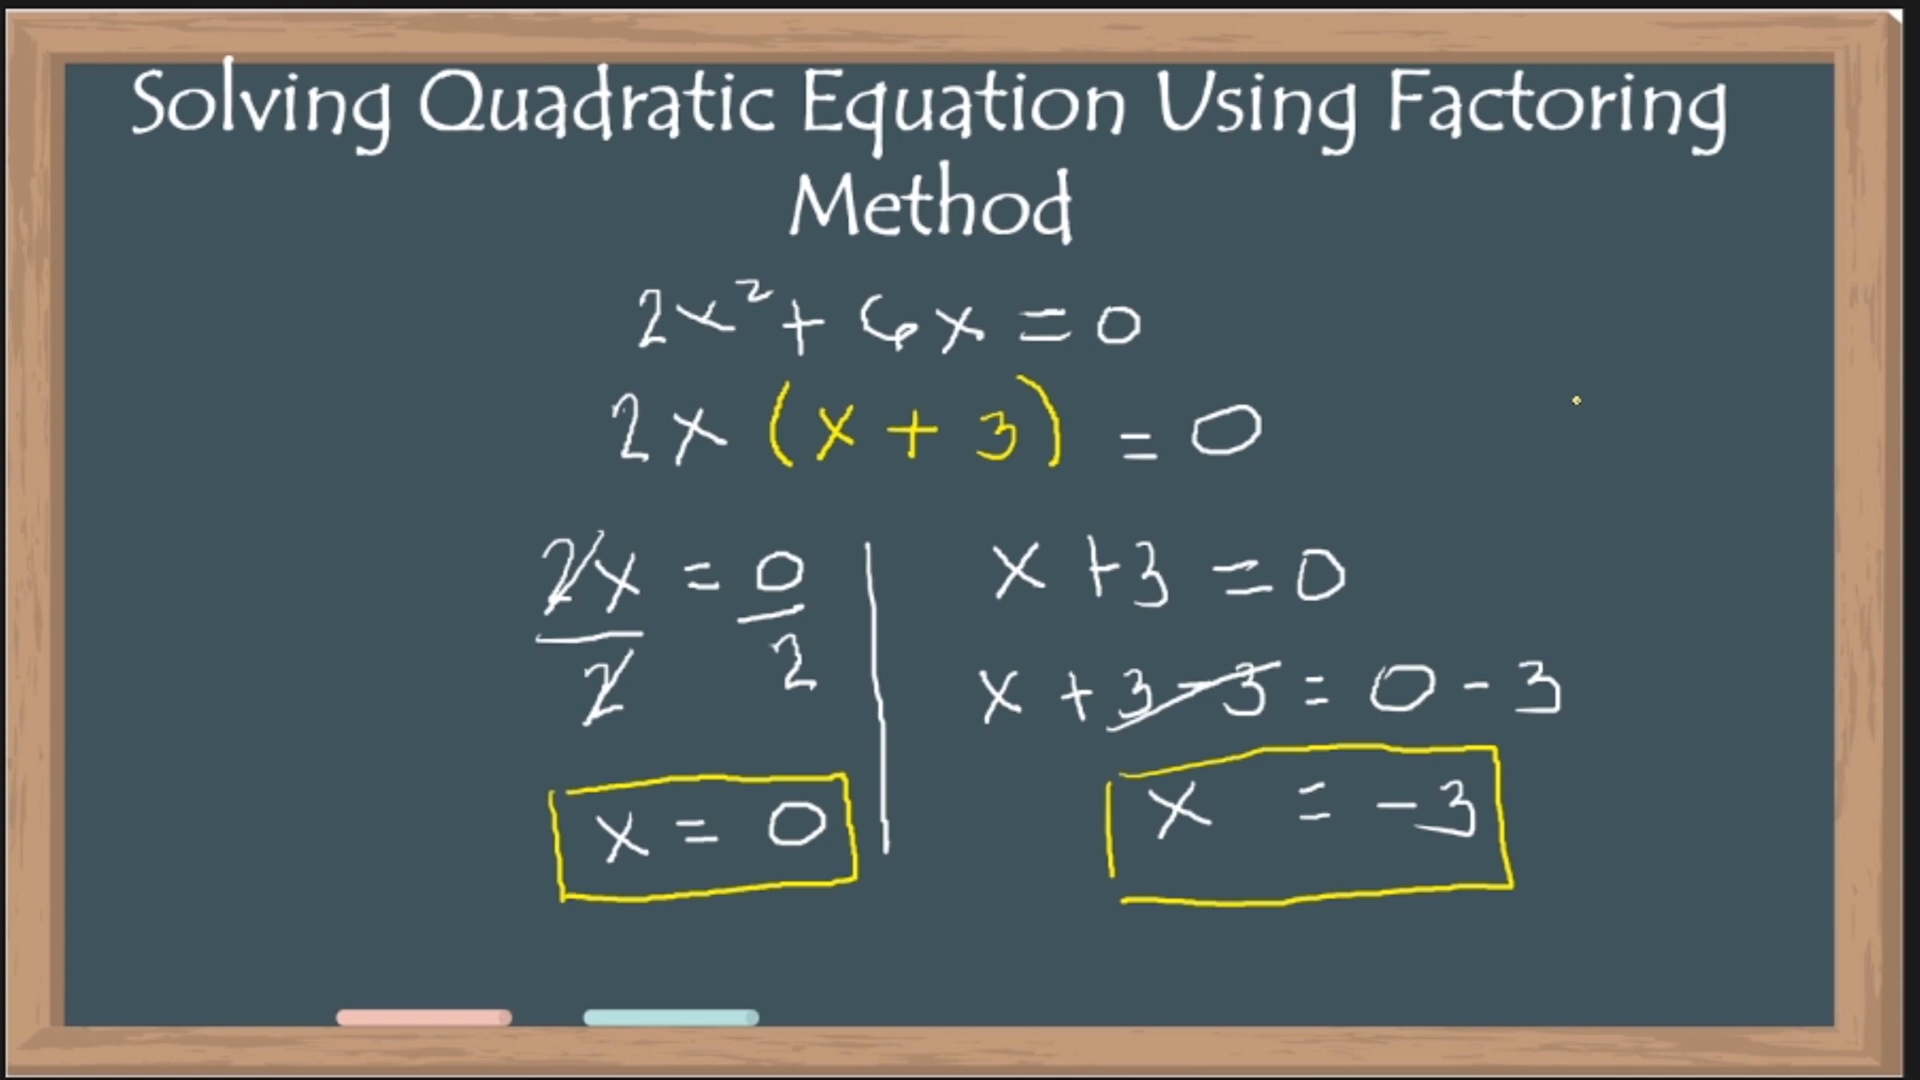 Solving Quadratic Equation Using Factoring
Method
2x² + 6x = 0
2x (x + 3) = 0
2x/2 = 0/2
x = 0
x + 3 = 0
x + 3 - 3 = 0 - 3
x = -3